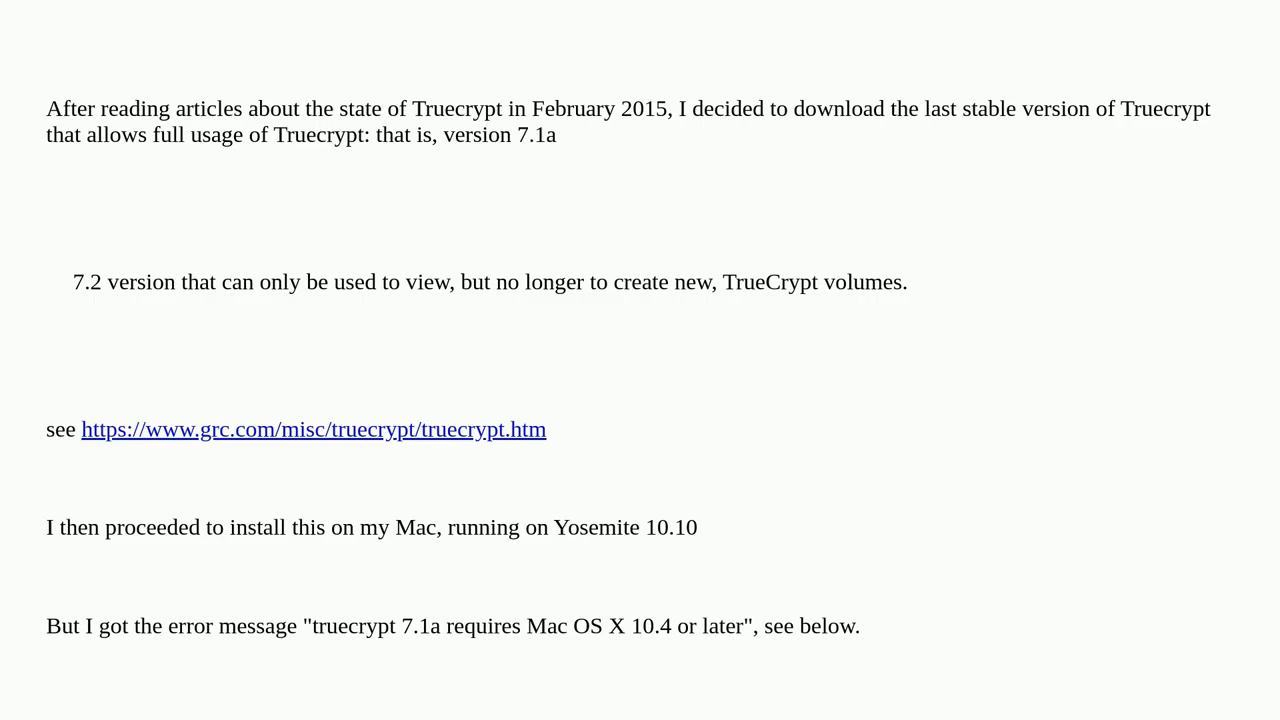 After reading articles about the state of Truecrypt in February 2015, I decided to download the last stable version of Truecrypt
that allows full usage of Truecrypt: that is, version 7.1a
7.2 version that can only be used to view, but no longer to create new, TrueCrypt volumes.
see https://www.grc.com/misc/truecrypt/truecrypt.htm
I then proceeded to install this on my Mac, running on Yosemite 10.10
But I got the error message "truecrypt 7.1a requires Mac OS X 10.4 or later", see below.